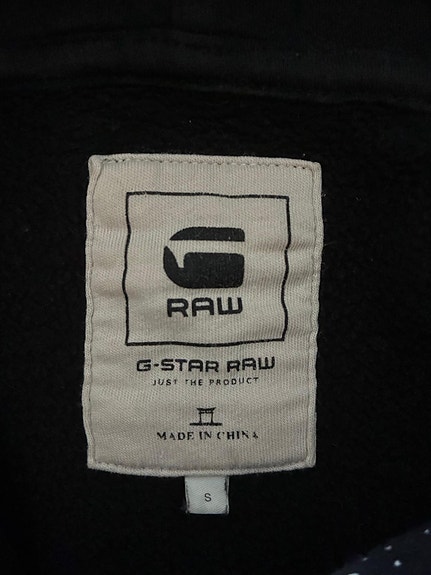 G
RAW
G-STAR RAW
JUST THE PRODUCT
MADE IN CHINA
S